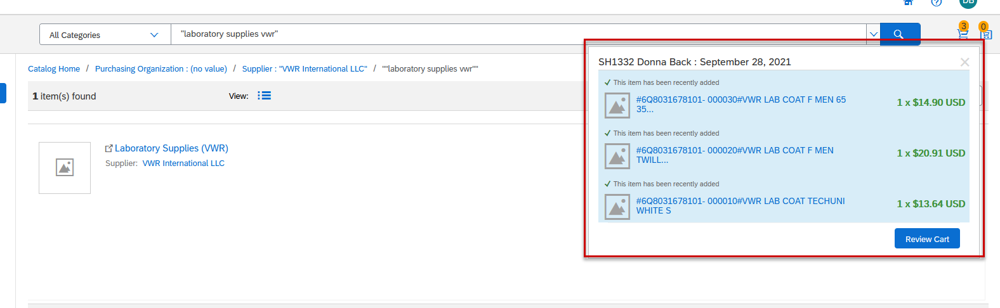 DB
All Categories
"laboratory supplies vwr"
3
0
Catalog Home / Purchasing Organization : (no value) / Supplier : "VWR International LLC" / ""laboratory supplies vwr""
1 item(s) found
View:
Laboratory Supplies (VWR)
Supplier: VWR International LLC
SH1332 Donna Back : September 28, 2021
This item has been recently added
#6Q8031678101- 000030#VWR LAB COAT F MEN 65
35...
1 x $14.90 USD
This item has been recently added
#6Q8031678101- 000020#VWR LAB COAT F MEN
TWILL...
1 x $20.91 USD
This item has been recently added
#6Q8031678101- 000010#VWR LAB COAT TECHUNI
WHITE S
1 x $13.64 USD
Review Cart